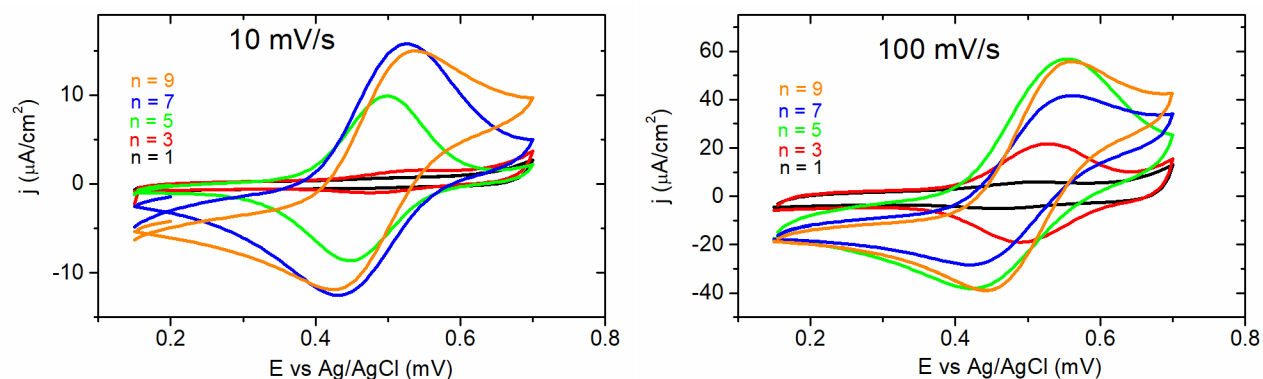 10 mV/s
n = 9
n = 7
n = 5
n = 3
n = 1
10
0
-10
j (µA/cm²)
0.2
0.4
0.6
0.8
E vs Ag/AgCl (mV)
100 mV/s
n = 9
n = 7
n = 5
n = 3
n = 1
60
40
20
0
-20
-40
j (µA/cm²)
0.2
0.4
0.6
0.8
E vs Ag/AgCl (mV)